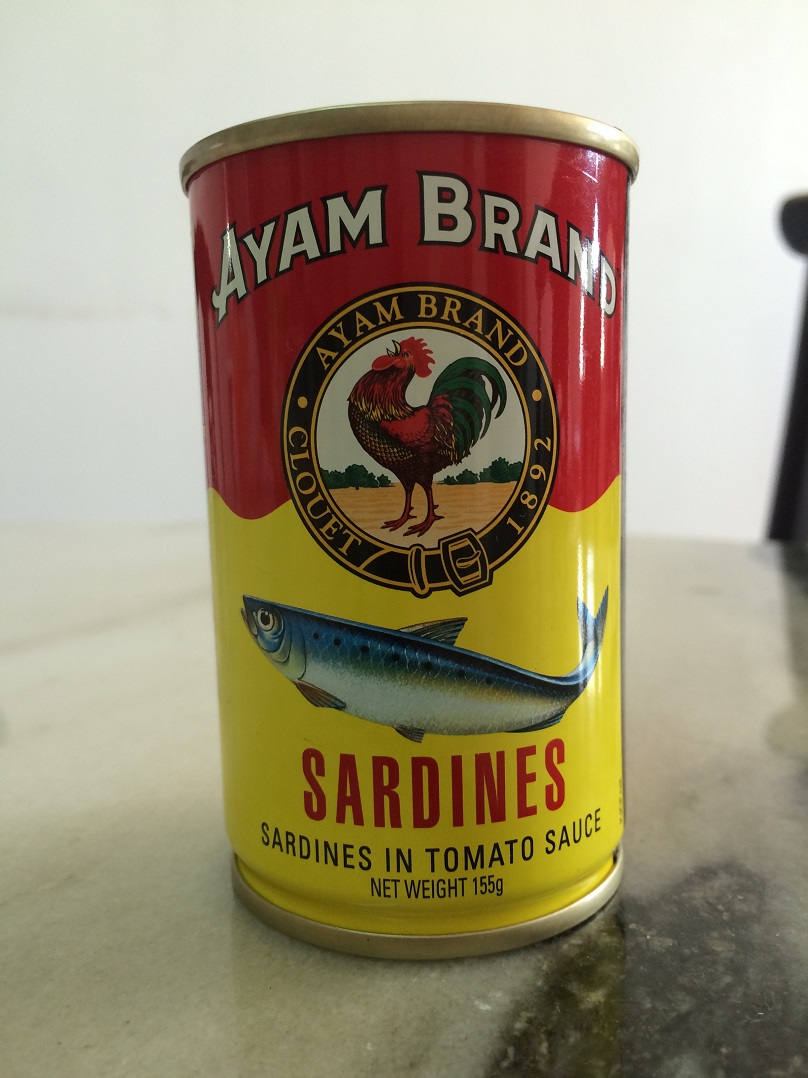 AYAM BRAND
AYAM BRAND
CLOUET
1892
SARDINES
SARDINES IN TOMATO SAUCE
NET WEIGHT 155g